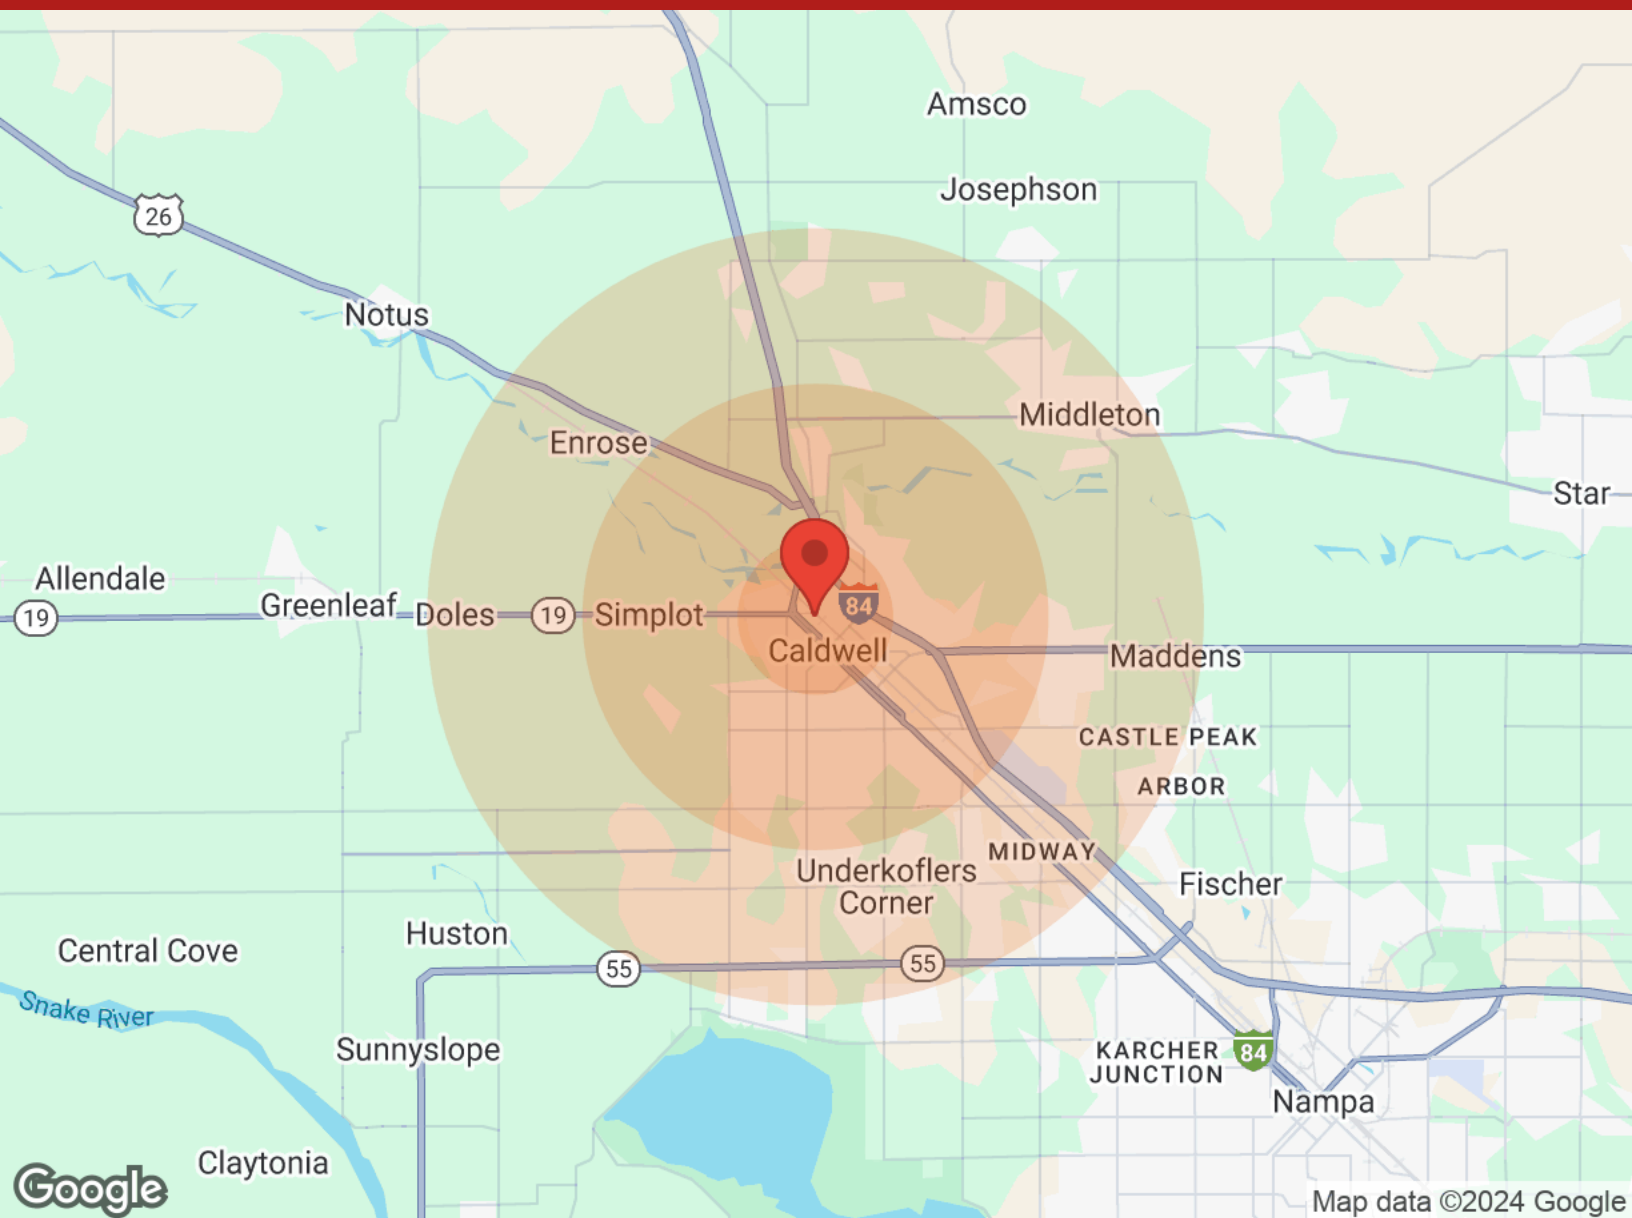 Amsco
Josephson
26
Notus
Middleton
Enrose
Star
Allendale
84
Greenleaf
19
Doles
19
Simplot
Caldwell
Maddens
CASTLE PEAK
ARBOR
MIDWAY
Underkoflers
Corner
Fischer
Huston
Central Cove
55
55
Snake River
Sunnyslope
KARCHER
JUNCTION
84
Nampa
Claytonia
Google
Map data ©2024 Google